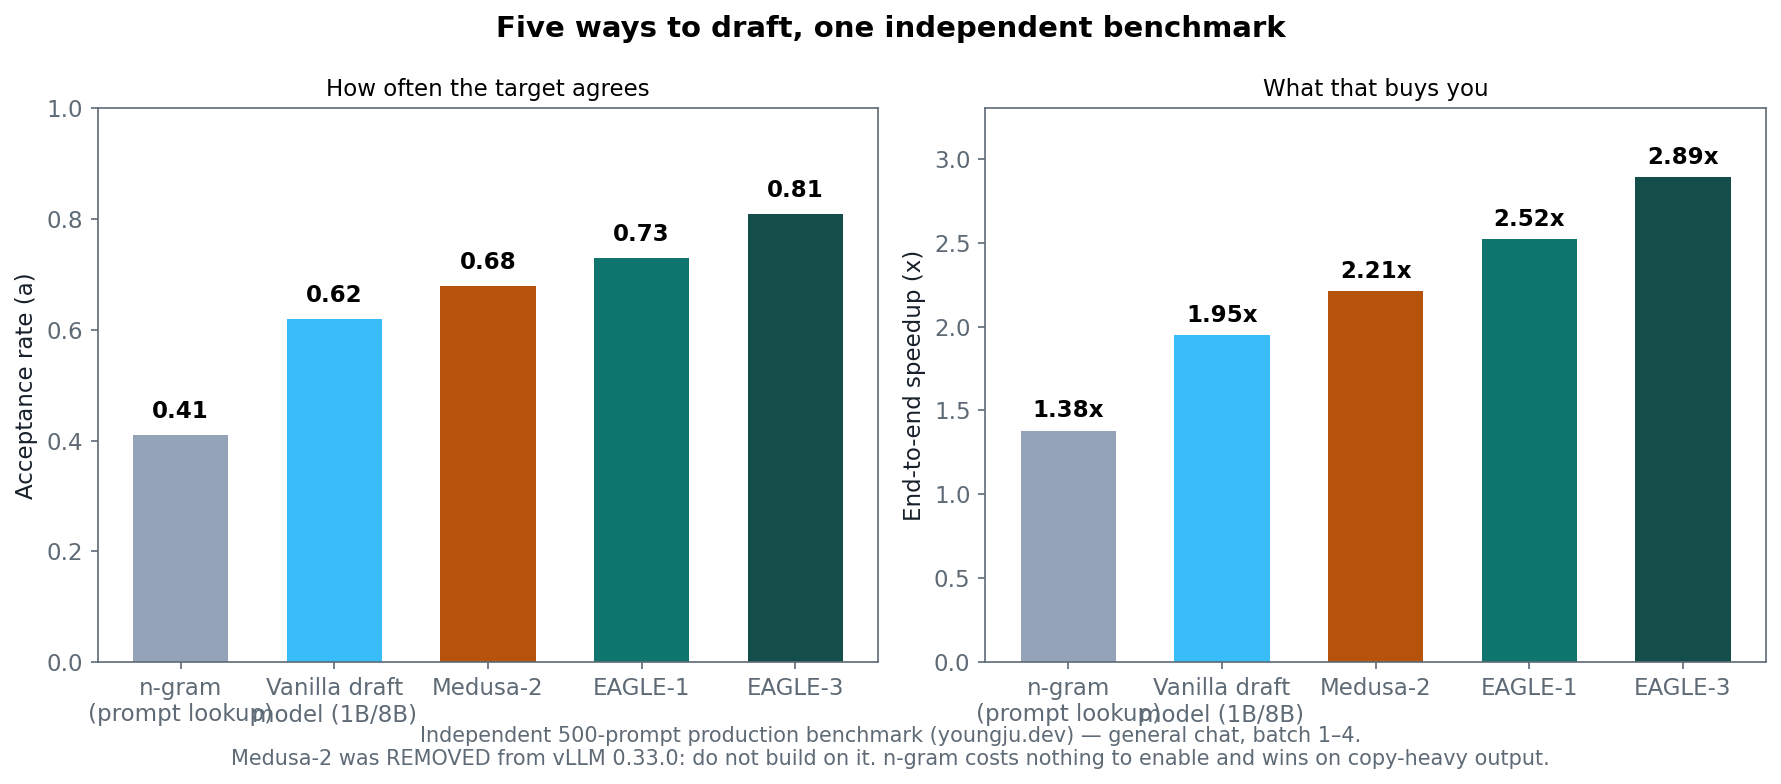 Five ways to draft, one independent benchmark
How often the target agrees
Acceptance rate (a)
1.0
0.8
0.6
0.4
0.2
0.0
0.41
0.62
0.68
0.73
0.81
n-gram
(prompt lookup)
Vanilla draft
model (1B/8B)
Medusa-2
EAGLE-1
EAGLE-3
What that buys you
End-to-end speedup (x)
3.0
2.5
2.0
1.5
1.0
0.5
0.0
1.38x
1.95x
2.21x
2.52x
2.89x
n-gram
(prompt lookup)
Vanilla draft
model (1B/8B)
Medusa-2
EAGLE-1
EAGLE-3
Independent 500-prompt production benchmark (youngju.dev) — general chat, batch 1–4.
Medusa-2 was REMOVED from vLLM 0.33.0: do not build on it. n-gram costs nothing to enable and wins on copy-heavy output.